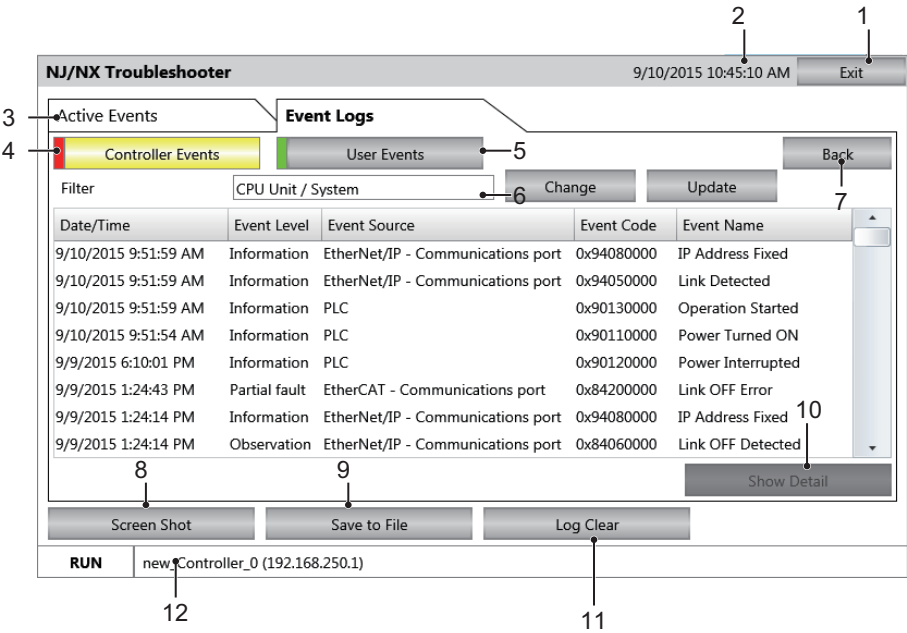 2 1
NJ/NX Troubleshooter 9/10/2015 10:45:10 AM Exit
3 Active Events Event Logs
4 Controller Events User Events 5 Back
Filter CPU Unit / System 6 Change Update 7
Date/Time Event Level Event Source Event Code Event Name
9/10/2015 9:51:59 AM Information EtherNet/IP - Communications port 0x94080000 IP Address Fixed
9/10/2015 9:51:59 AM Information EtherNet/IP - Communications port 0x94050000 Link Detected
9/10/2015 9:51:59 AM Information PLC 0x90130000 Operation Started
9/10/2015 9:51:54 AM Information PLC 0x90110000 Power Turned ON
9/9/2015 6:10:01 PM Information PLC 0x90120000 Power Interrupted
9/9/2015 1:24:43 PM Partial fault EtherCAT - Communications port 0x84200000 Link OFF Error
9/9/2015 1:24:14 PM Information EtherNet/IP - Communications port 0x94080000 IP Address Fixed 10
9/9/2015 1:24:14 PM Observation EtherNet/IP - Communications port 0x84060000 Link OFF Detected
8 9 Show Detail
Screen Shot Save to File Log Clear
RUN new_Controller_0 (192.168.250.1)
12 11